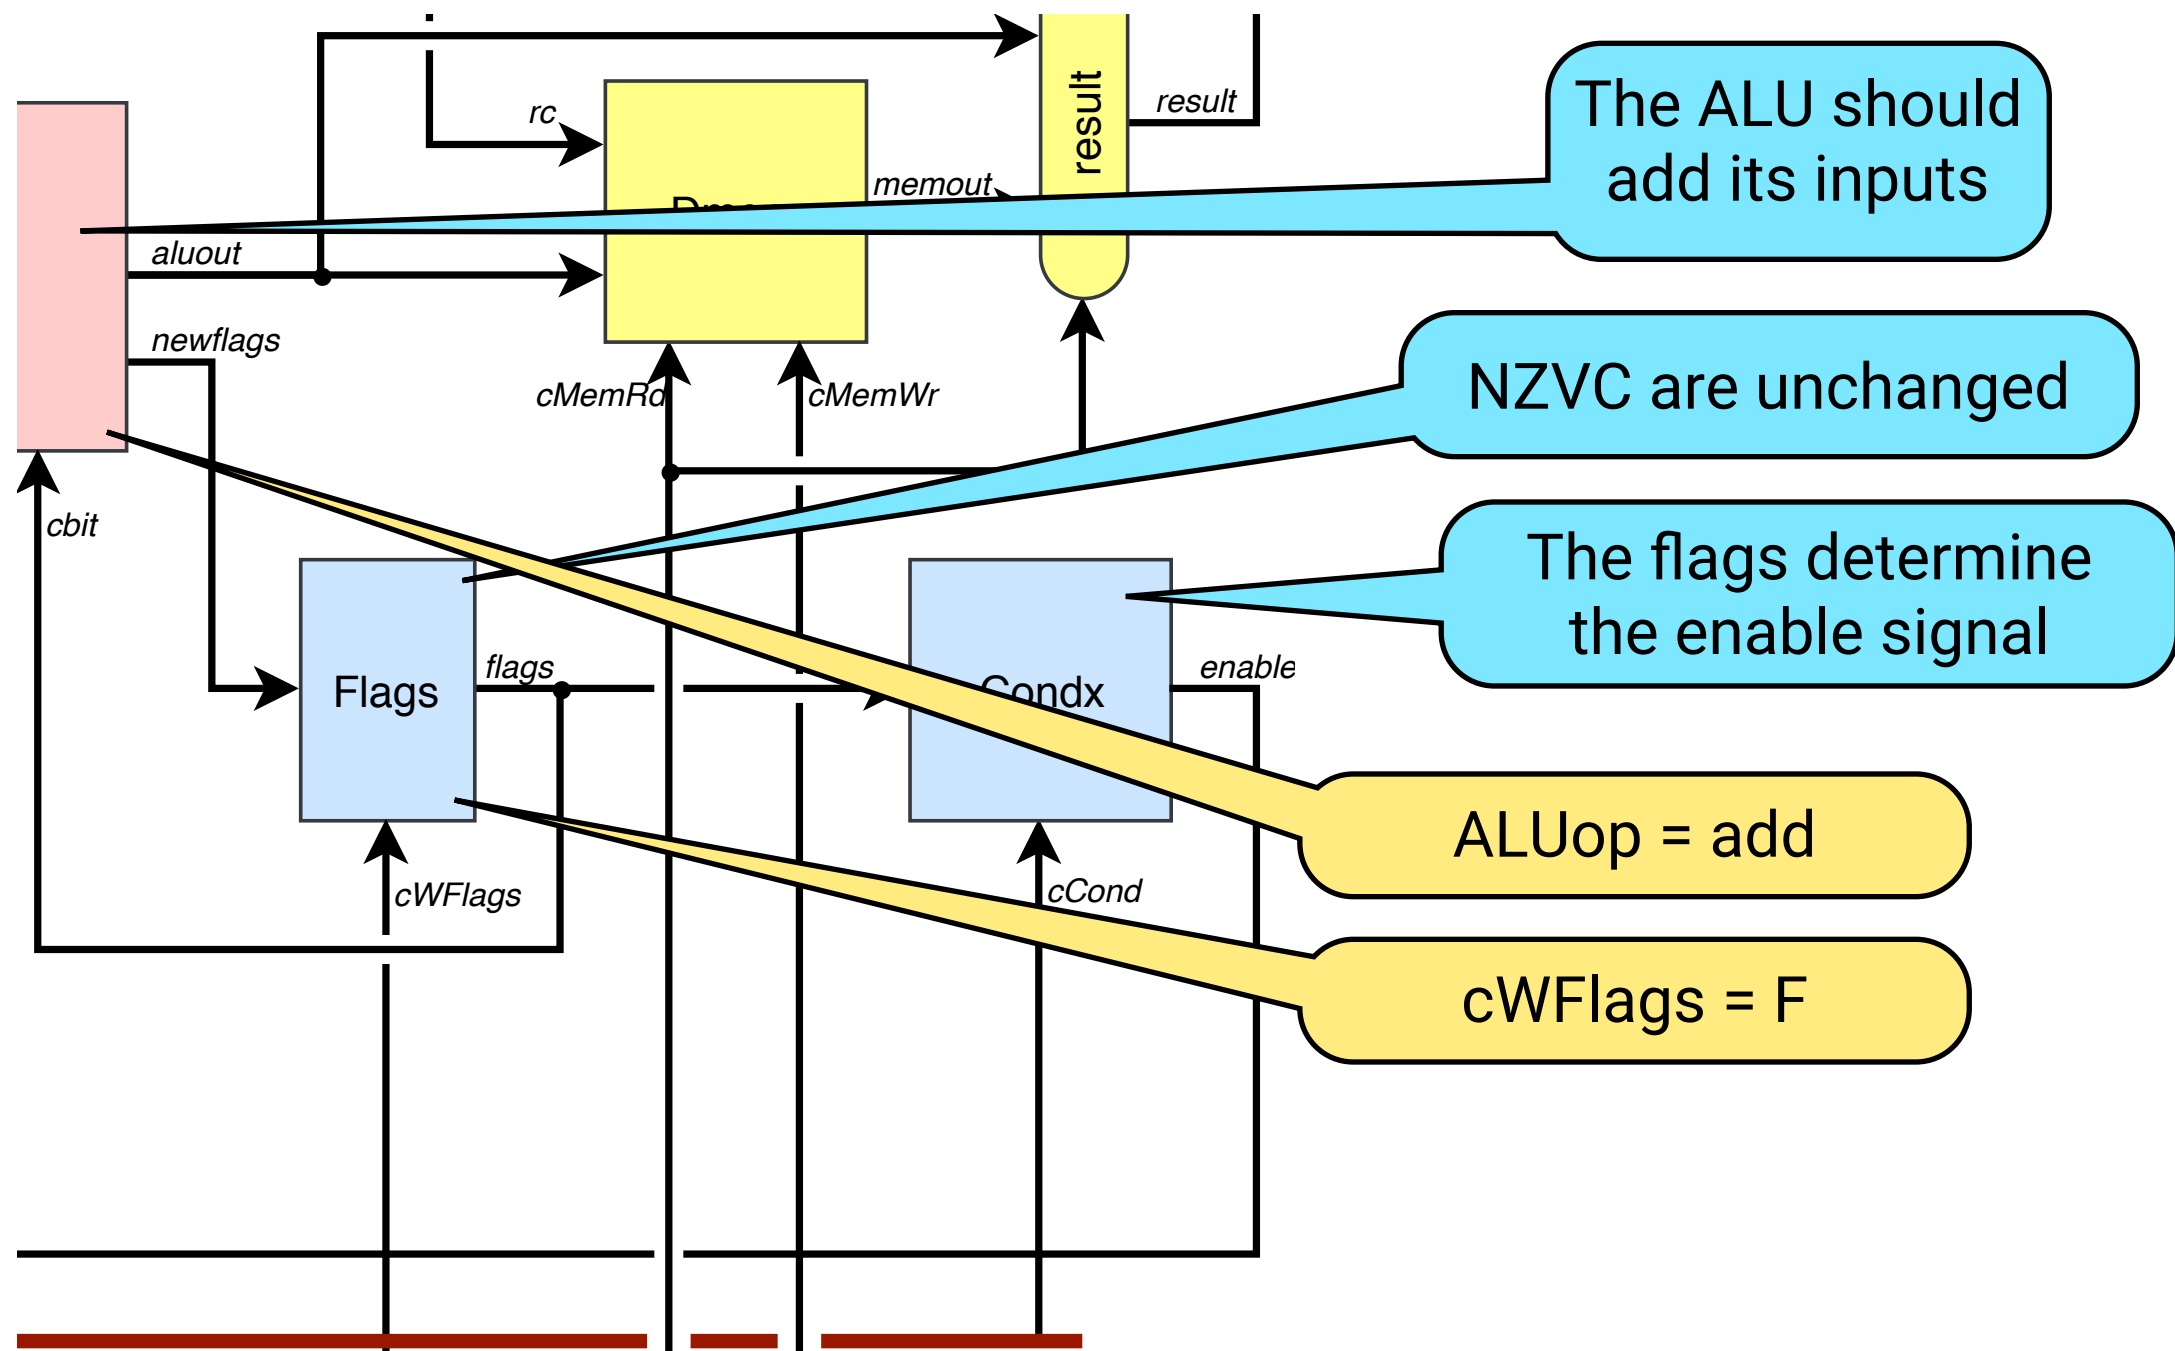 result
rc
result
The ALU should
add its inputs
memout
aluout
newflags
cMemRd
cMemWr
NZVC are unchanged
cbit
The flags determine
the enable signal
flags
enable
Flags
Condx
ALUop = add
cWFlags
cCond
cWFlags = F